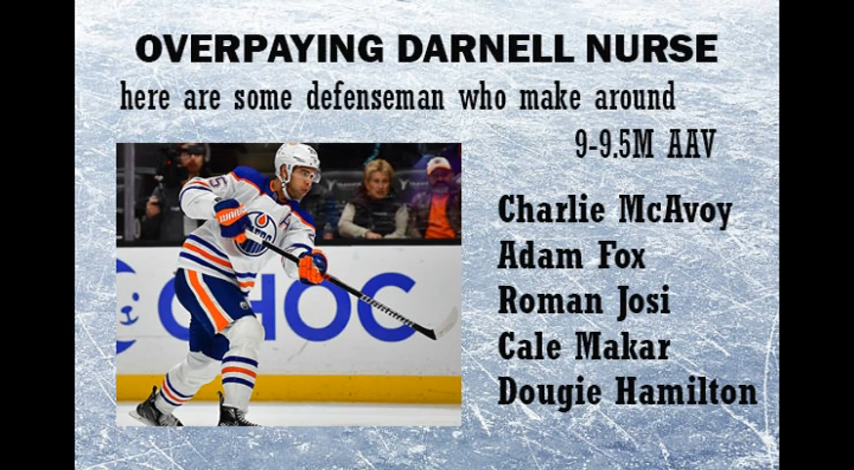 OVERPAYING DARNELL NURSE
here are some defenseman who make around
9-9.5M AAV
Charlie McAvoy
Adam Fox
Roman Josi
Cale Makar
Dougie Hamilton
CHOC